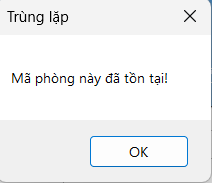 Trùng lặp
Mã phòng này đã tồn tại!
OK